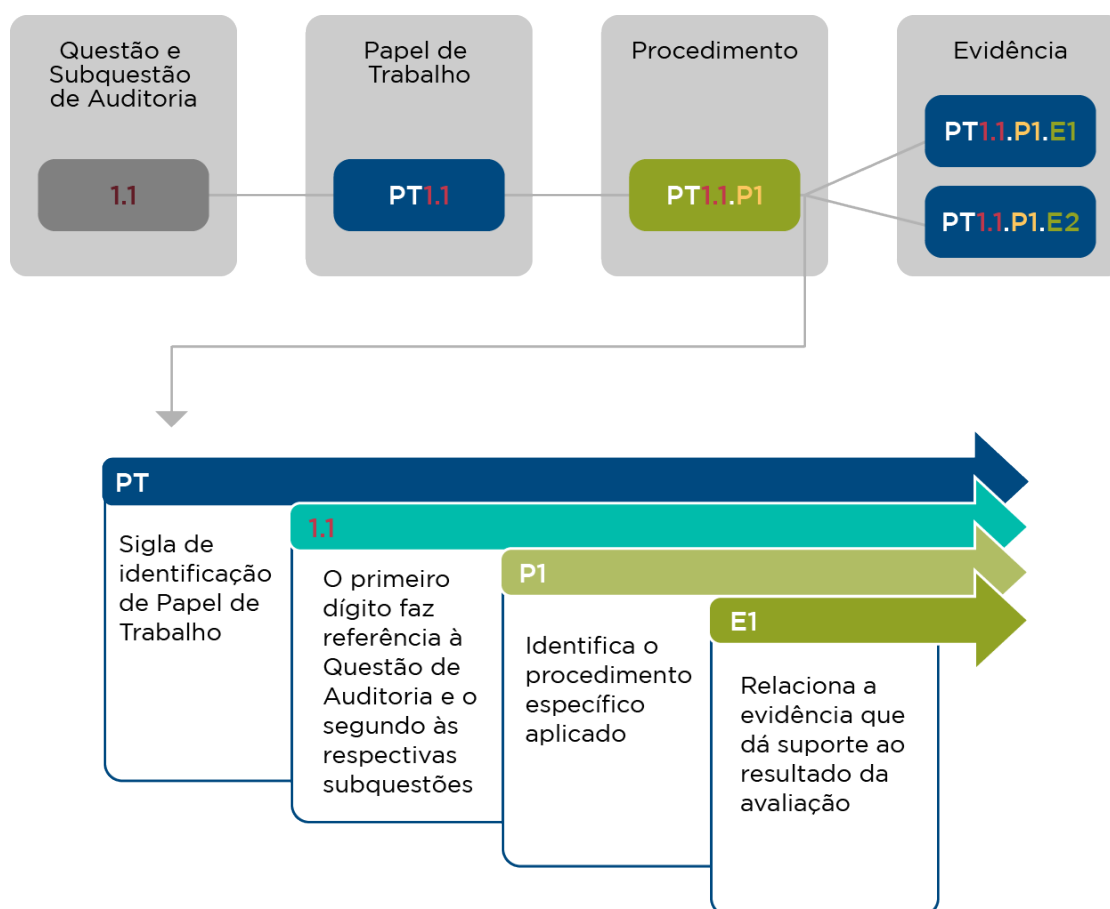 Questão e
Subquestão
de Auditoria
1.1
Papel de
Trabalho
PT1.1
Procedimento
PT1.1.P1
Evidência
PT1.1.P1.E1
PT1.1.P1.E2
PT
Sigla de
identificação
de Papel de
Trabalho
1.1
O primeiro
dígito faz
referência à
Questão de
Auditoria e o
segundo às
respectivas
subquestões
P1
Identifica o
procedimento
específico
aplicado
E1
Relaciona a
evidência que
dá suporte ao
resultado da
avaliação